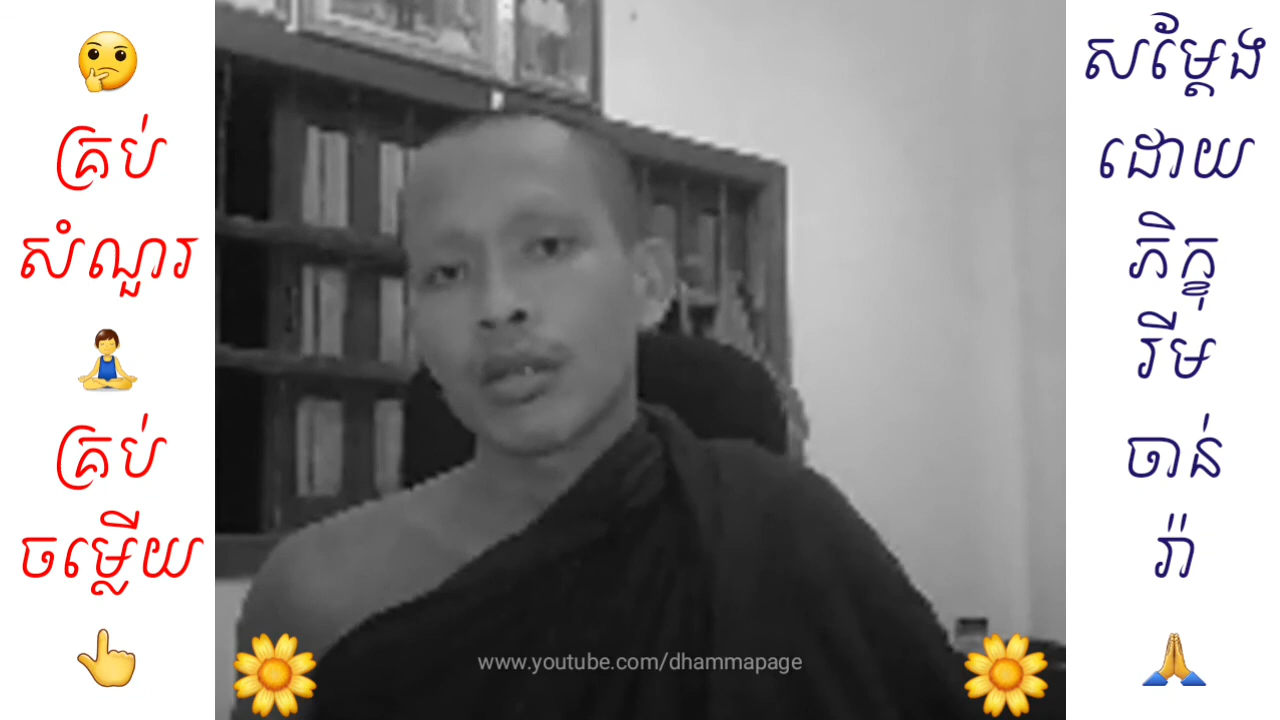 គ្រប់
សំណួរ
គ្រប់
ចម្លើយ
សម្ដែង
ដោយ
ភិក្ខុ
រីម
ចាន់
រ៉ា
www.youtube.com/dhammapage